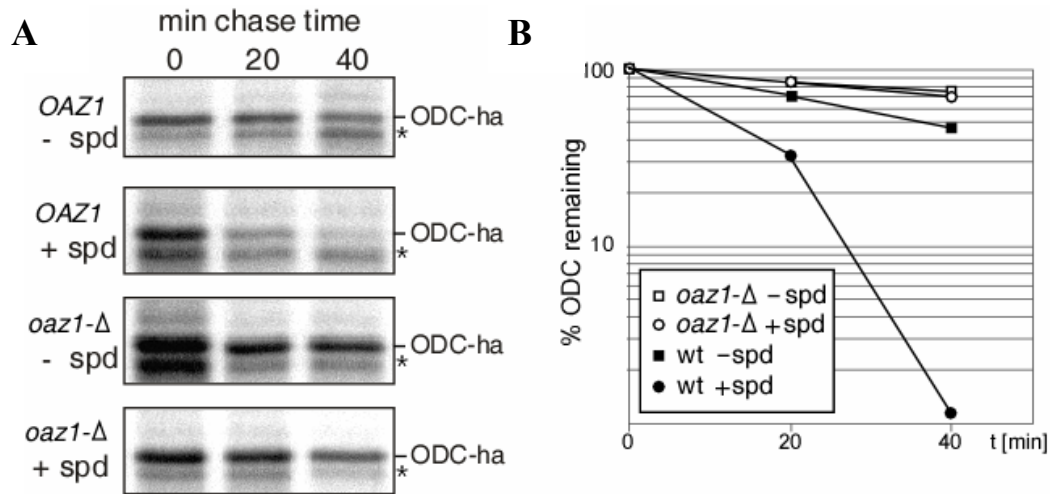 A
min chase time
0 20 40
OAZ1
- spd
ODC-ha
*
OAZ1
+ spd
ODC-ha
*
oaz1-Δ
- spd
ODC-ha
*
oaz1-Δ
+ spd
ODC-ha
*
B
100
10
% ODC remaining
oaz1-Δ -spd
oaz1-Δ +spd
wt -spd
wt +spd
0 20 40 t [min]